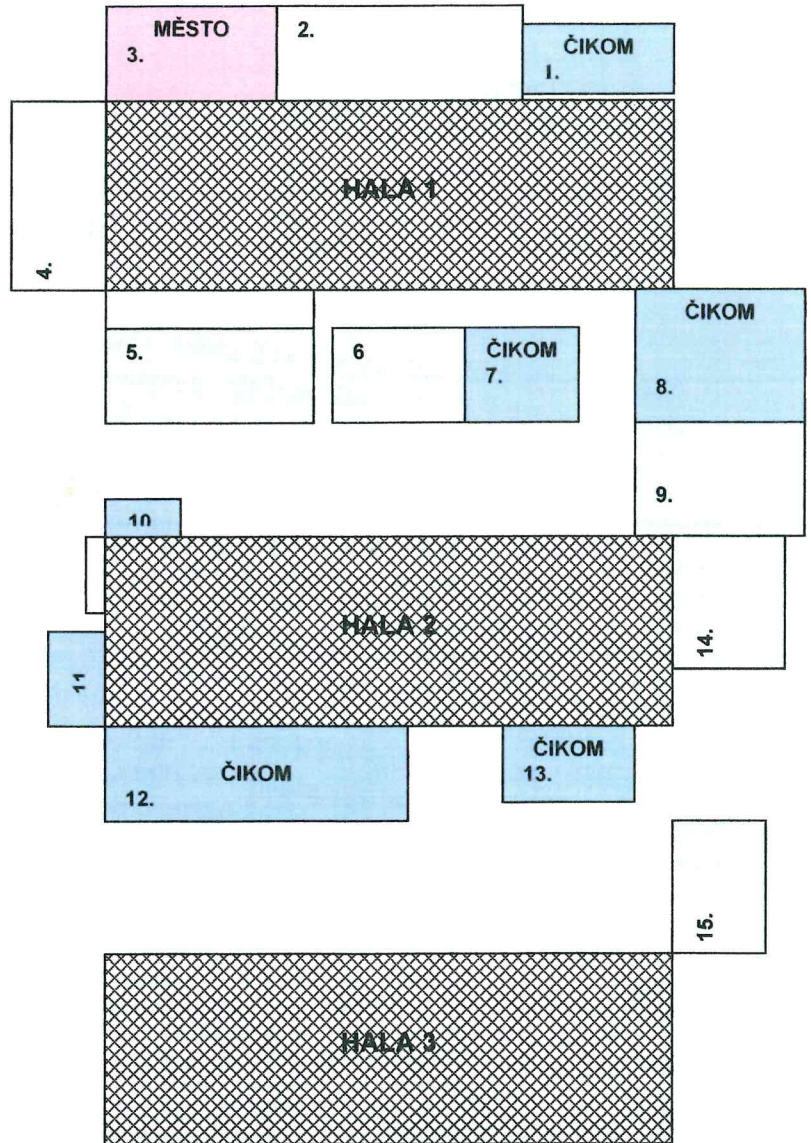 MĚSTO
3.
2.
ČIKOM
1.
HALA 1
4.
5.
6
ČIKOM
7.
ČIKOM
8.
9.
10
HALA 2
11
14.
ČIKOM
12.
ČIKOM
13.
15.
HALA 3